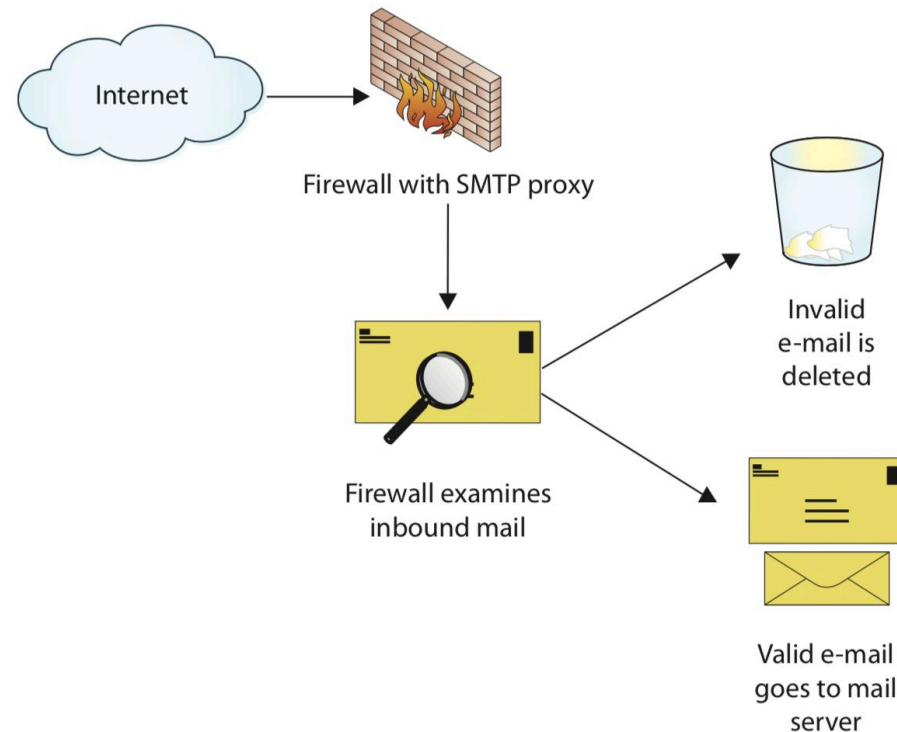 Internet
Firewall with SMTP proxy
Firewall examines
inbound mail
Invalid
e-mail is
deleted
Valid e-mail
goes to mail
server